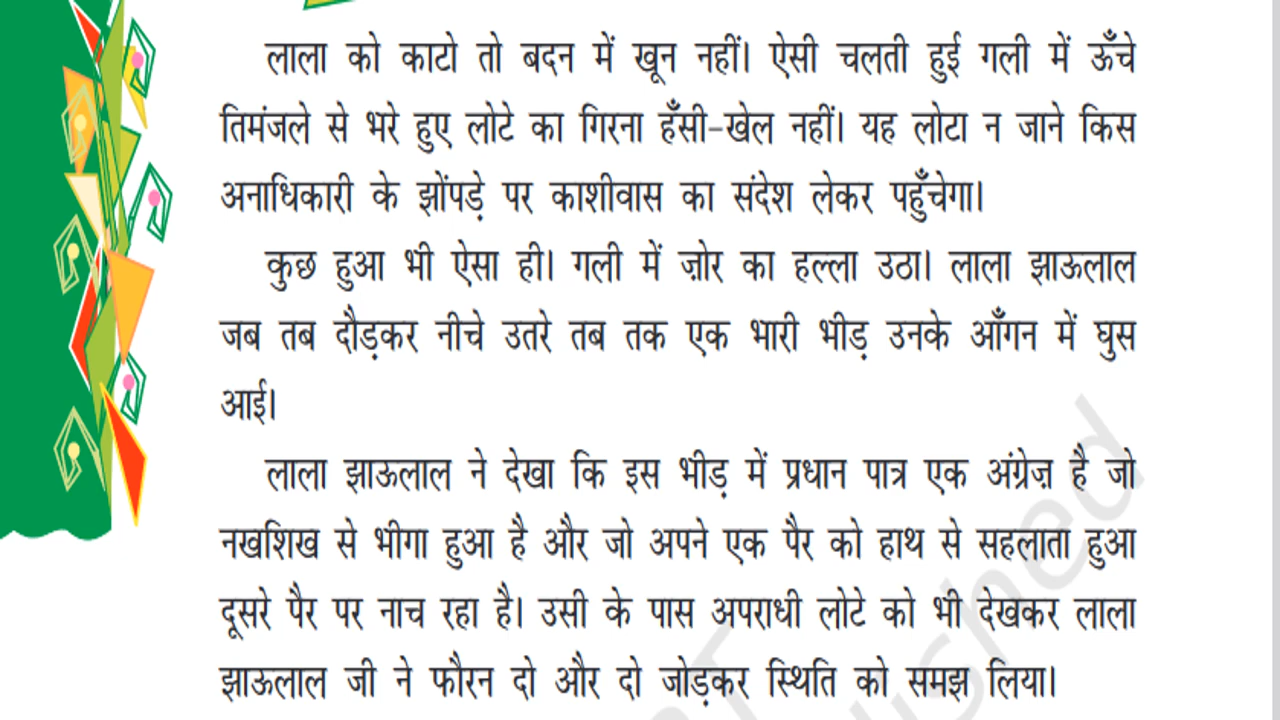 लाला को काटो तो बदन में खून नहीं। ऐसी चलती हुई गली में ऊँचे
तिमंजले से भरे हुए लोटे का गिरना हँसी-खेल नहीं। यह लोटा न जाने किस
अनाधिकारी के झोंपड़े पर काशीवास का संदेश लेकर पहुँचेगा।
कुछ हुआ भी ऐसा ही। गली में ज़ोर का हल्ला उठा। लाला झाऊलाल
जब तब दौड़कर नीचे उतरे तब तक एक भारी भीड़ उनके आँगन में घुस
आई।
लाला झाऊलाल ने देखा कि इस भीड़ में प्रधान पात्र एक अंग्रेज़ है जो
नखशिख से भीगा हुआ है और जो अपने एक पैर को हाथ से सहलाता हुआ
दूसरे पैर पर नाच रहा है। उसी के पास अपराधी लोटे को भी देखकर लाला
झाऊलाल जी ने फौरन दो और दो जोड़कर स्थिति को समझ लिया।